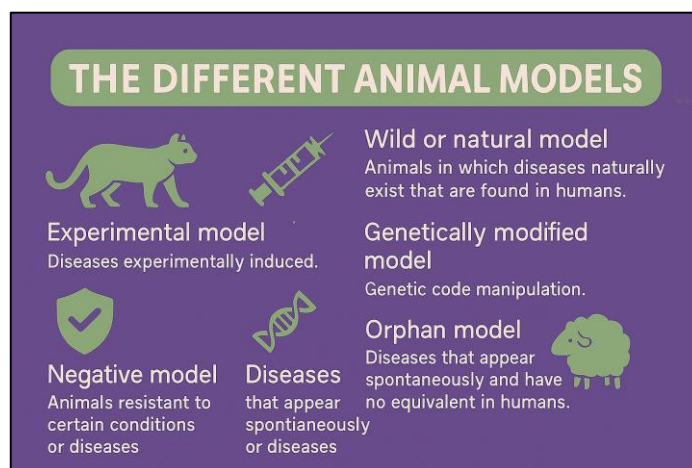 THE DIFFERENT ANIMAL MODELS
Wild or natural model
Animals in which diseases naturally
exist that are found in humans.
Experimental model
Diseases experimentally induced.
Genetically modified
model
Genetic code manipulation.
Negative model
Animals resistant to
certain conditions
or diseases
Diseases
that appear
spontianeously
or diseases
Orphan model
Diseases that appear
spontaneously and have
no equivalent in humans.